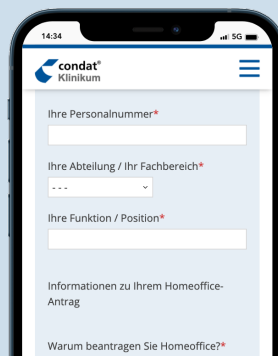 14:34
5G
condat®
Klinikum
Ihre Personalnummer*
Ihre Abteilung / Ihr Fachbereich*
---
Ihre Funktion / Position*
Informationen zu Ihrem Homeoffice-
Antrag
Warum beantragen Sie Homeoffice?*